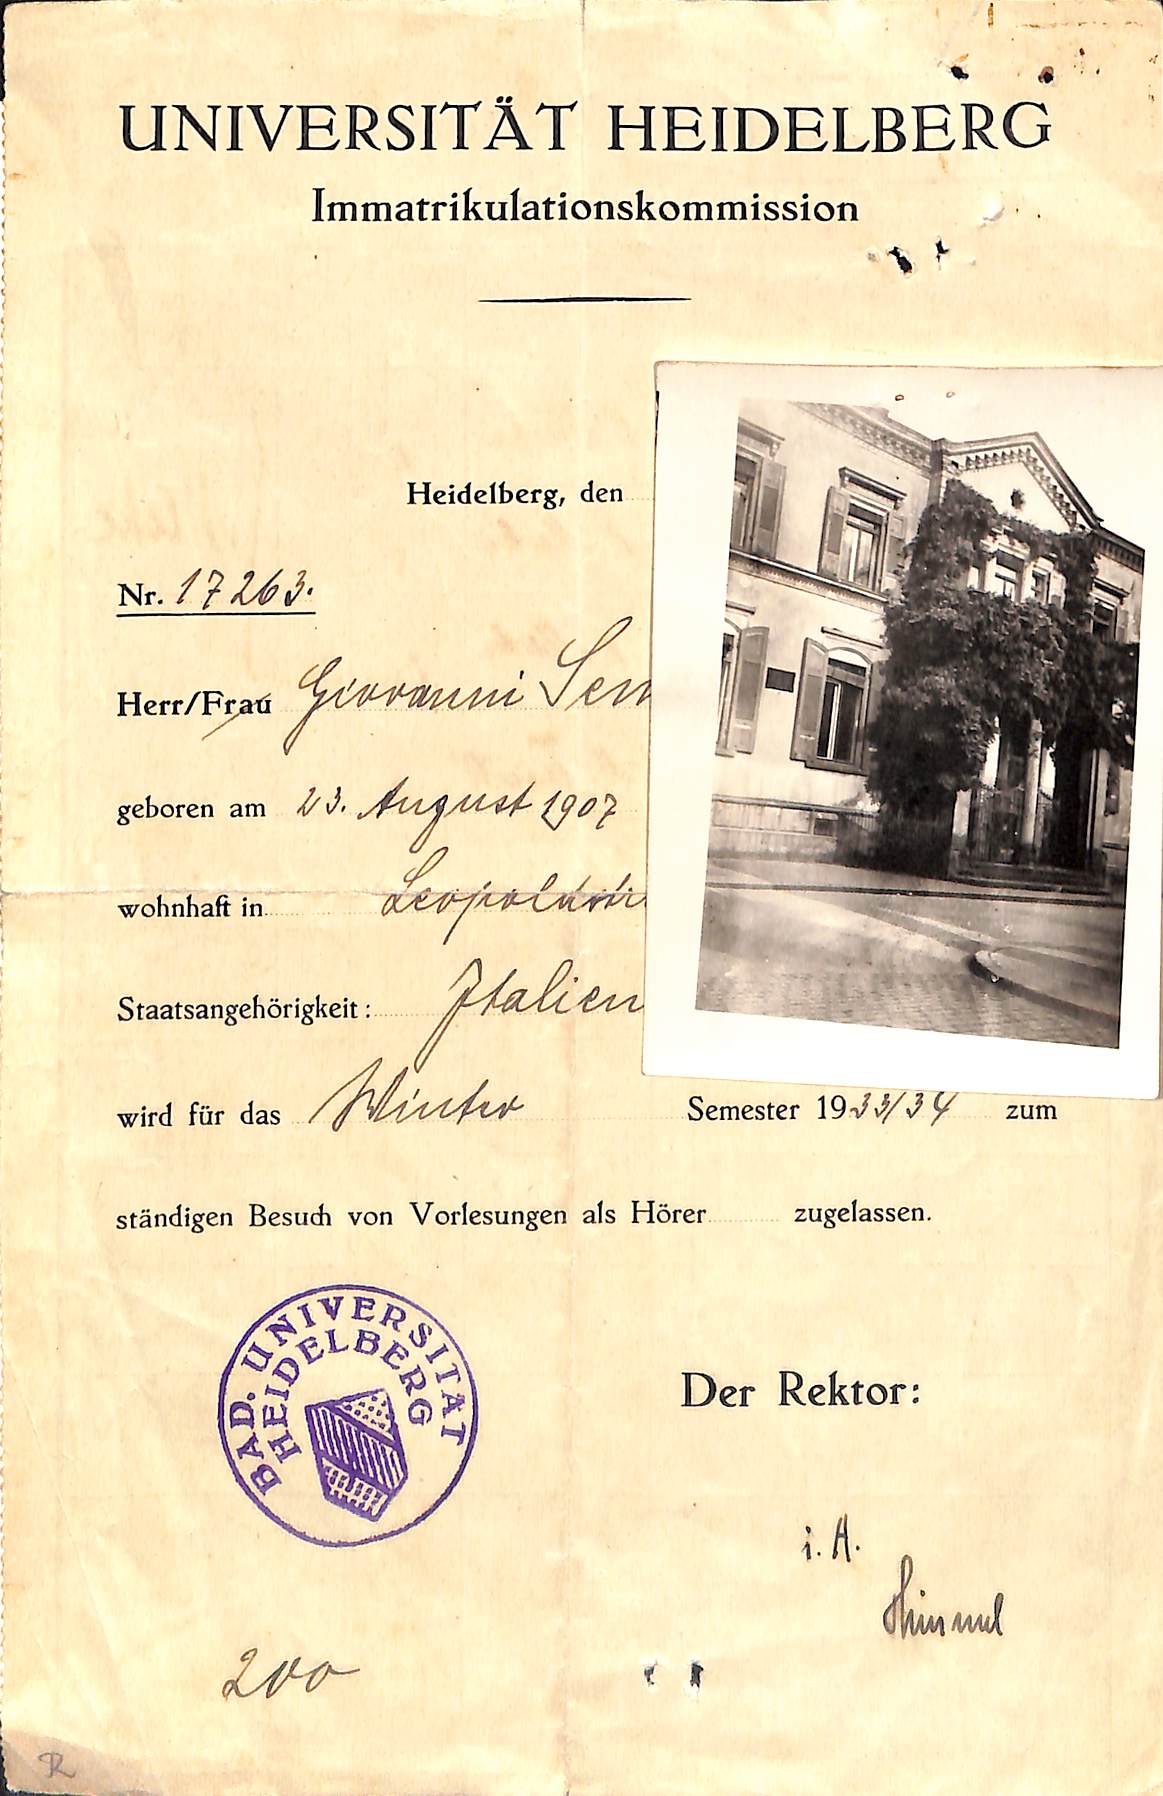 UNIVERSITÄT HEIDELBERG
Immatrikulationskommission
Heidelberg, den
Nr. 17263.
Herr/Frau Giovanni
geboren am 23. August 1907
wohnhaft in
Staatsangehörigkeit: Italien
wird für das Winter Semester 1933/34 zum
ständigen Besuch von Vorlesungen als Hörer zugelassen.
BAD. UNIVERSITÄT
HEIDELBERG
Der Rektor:
i. A.
Himmel
200
R